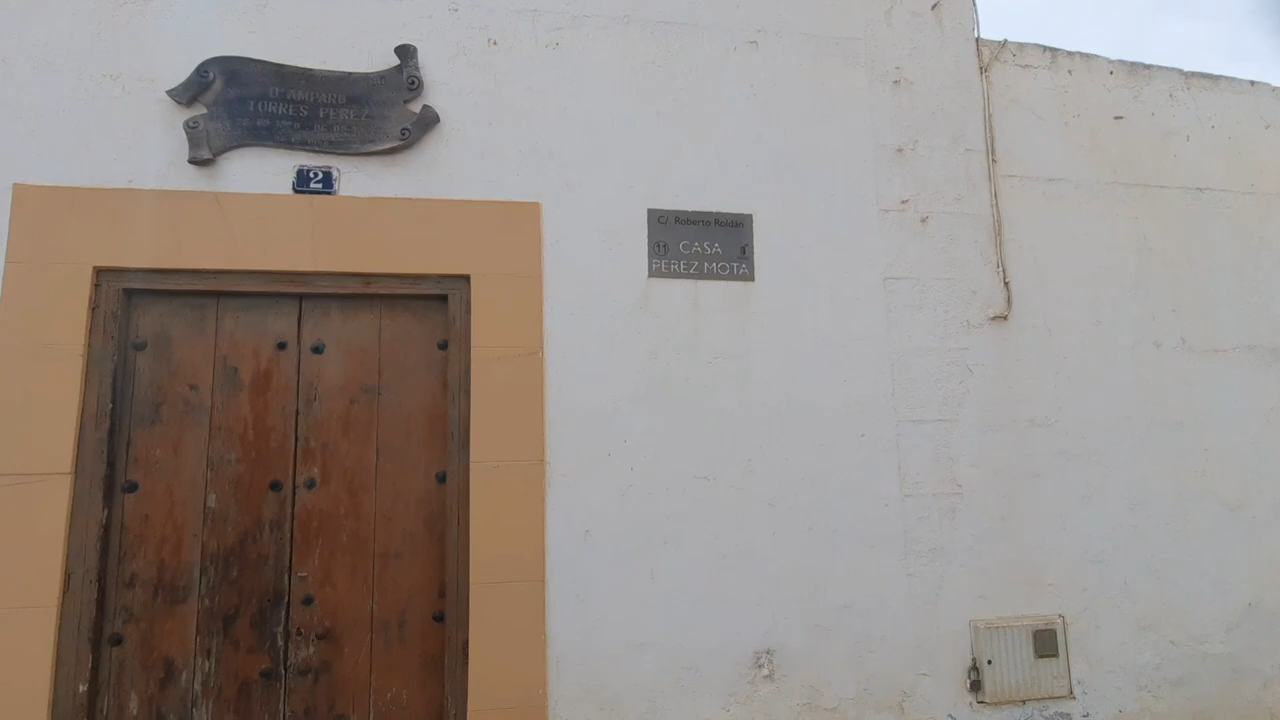 Dª AMPARO
TORRES PEREZ
2
C/ Roberto Roldán
11 CASA
PEREZ MOTA